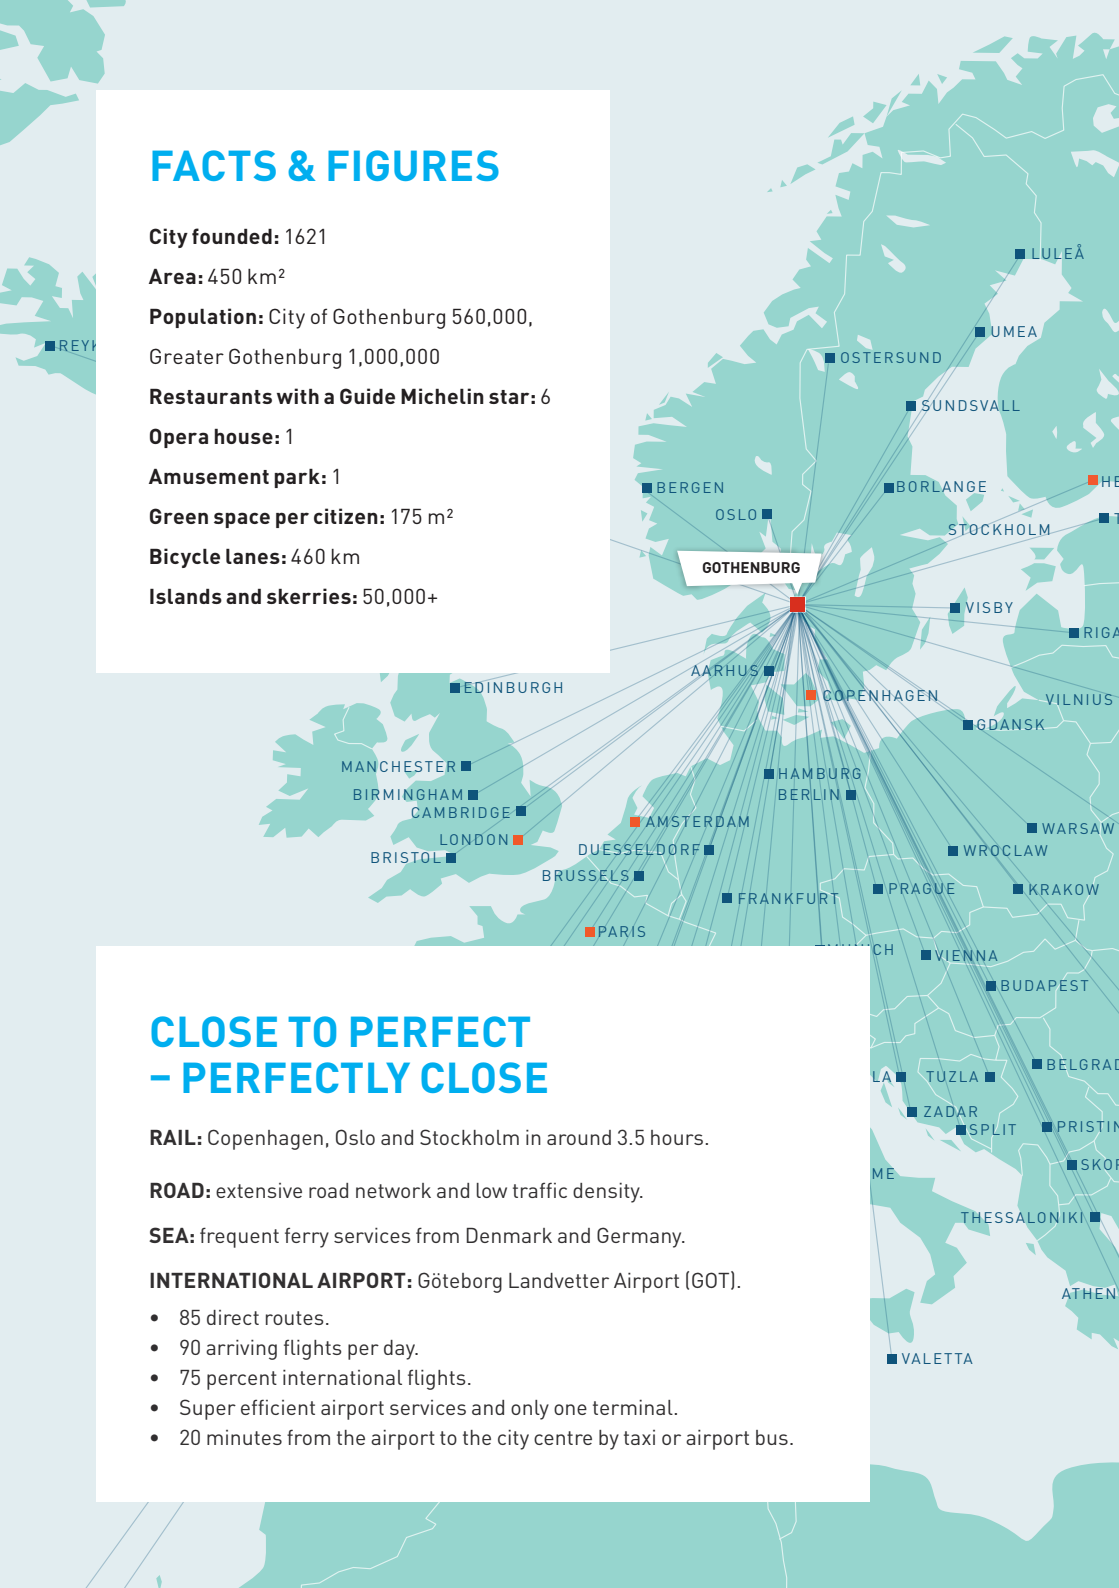 FACTS & FIGURES
City founded: 1621
Area: 450 km²
Population: City of Gothenburg 560,000,
Greater Gothenburg 1,000,000
Restaurants with a Guide Michelin star: 6
Opera house: 1
Amusement park: 1
Green space per citizen: 175 m²
Bicycle lanes: 460 km
Islands and skerries: 50,000+
LULEÅ
UMEA
OSTERSUND
SUNDSVALL
BERGEN
BORLANGE
OSLO
STOCKHOLM
GOTHENBURG
VISBY
RIGA
AARHUS
EDINBURGH
COPENHAGEN
VILNIUS
GDANSK
MANCHESTER
HAMBURG
BIRMINGHAM
BERLIN
CAMBRIDGE
AMSTERDAM
WARSAW
LONDON
DUESSELDORF
WROCLAW
BRISTOL
BRUSSELS
PRAGUE
KRAKOW
FRANKFURT
PARIS
VIENNA
BUDAPEST
TUZLA
ZADAR
SPLIT
THESSALONIKI
VALETTA
CLOSE TO PERFECT
– PERFECTLY CLOSE
RAIL: Copenhagen, Oslo and Stockholm in around 3.5 hours.
ROAD: extensive road network and low traffic density.
SEA: frequent ferry services from Denmark and Germany.
INTERNATIONAL AIRPORT: Göteborg Landvetter Airport (GOT).
• 85 direct routes.
• 90 arriving flights per day.
• 75 percent international flights.
• Super efficient airport services and only one terminal.
• 20 minutes from the airport to the city centre by taxi or airport bus.